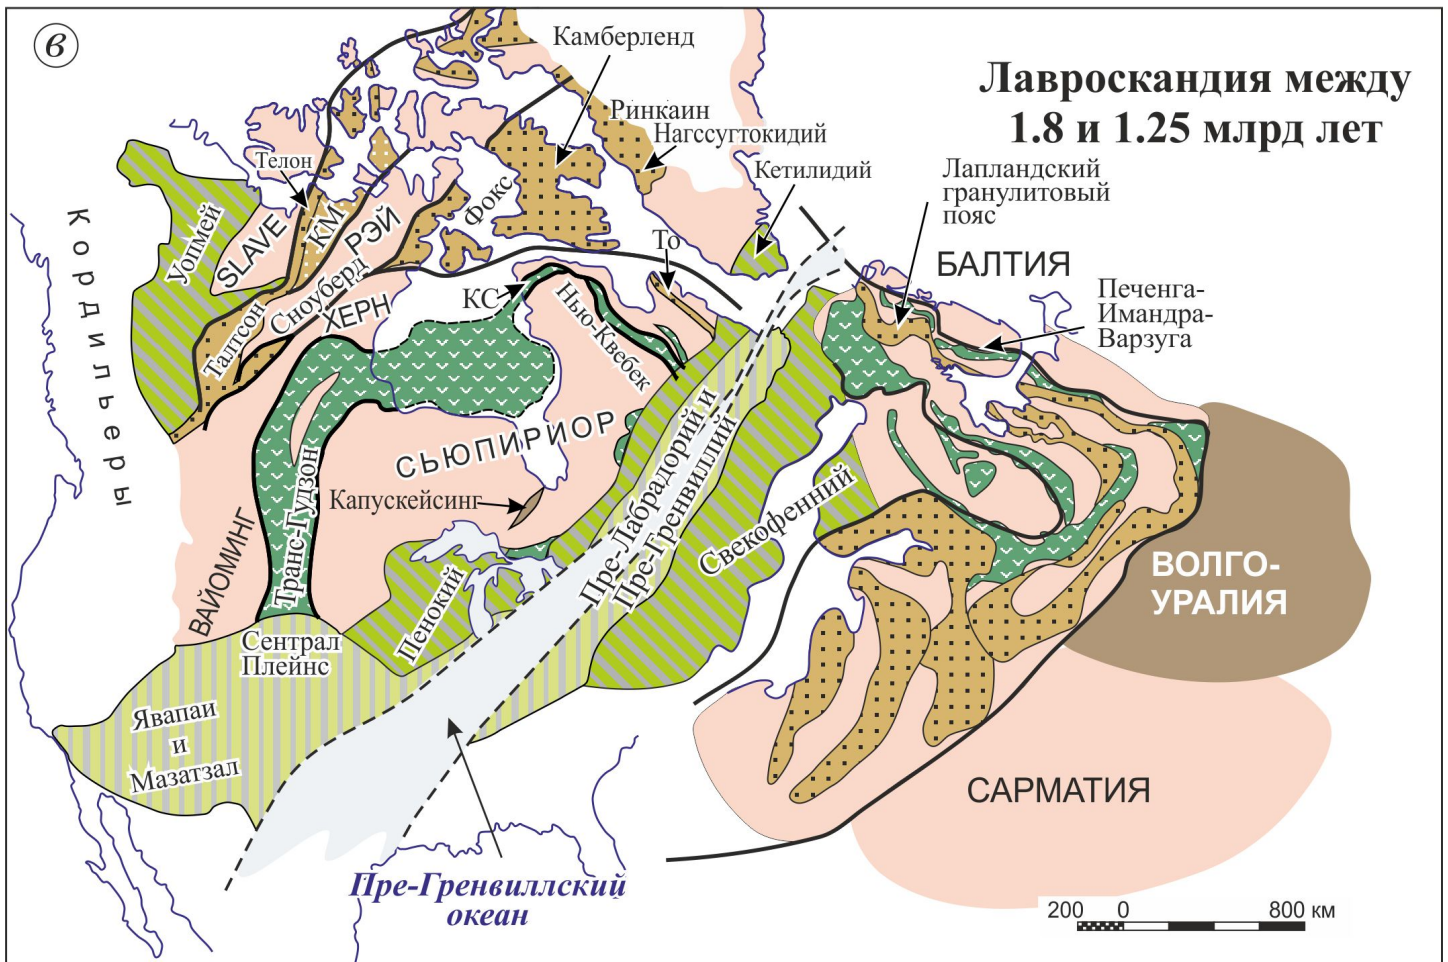 в
Лавроскандия между
1.8 и 1.25 млрд лет
Камберленд
Ринкаин
Нагссугтокидий
Кетилидий
Лапландский
гранулитовый
пояс
БАЛТИЯ
Печенга-
Имандра-
Варзуга
Телон
КМ
РЭЙ
Фокс
То
Кордильеры
Уопмей
SLAVE
Талтсон
Сноуберд
ХЕРН
КС
Нью-Квебек
СЬЮПИРИОР
Капускейсинг
Транс-Гудзон
ВАЙОМИНГ
Пенокий
Пре-Лабрадорий и
Пре-Гренвиллий
Свекофенний
ВОЛГО-
УРАЛИЯ
Сентрал
Плейнс
Явапаи
и
Мазатзал
САРМАТИЯ
Пре-Гренвиллский
океан
200 0 800 км